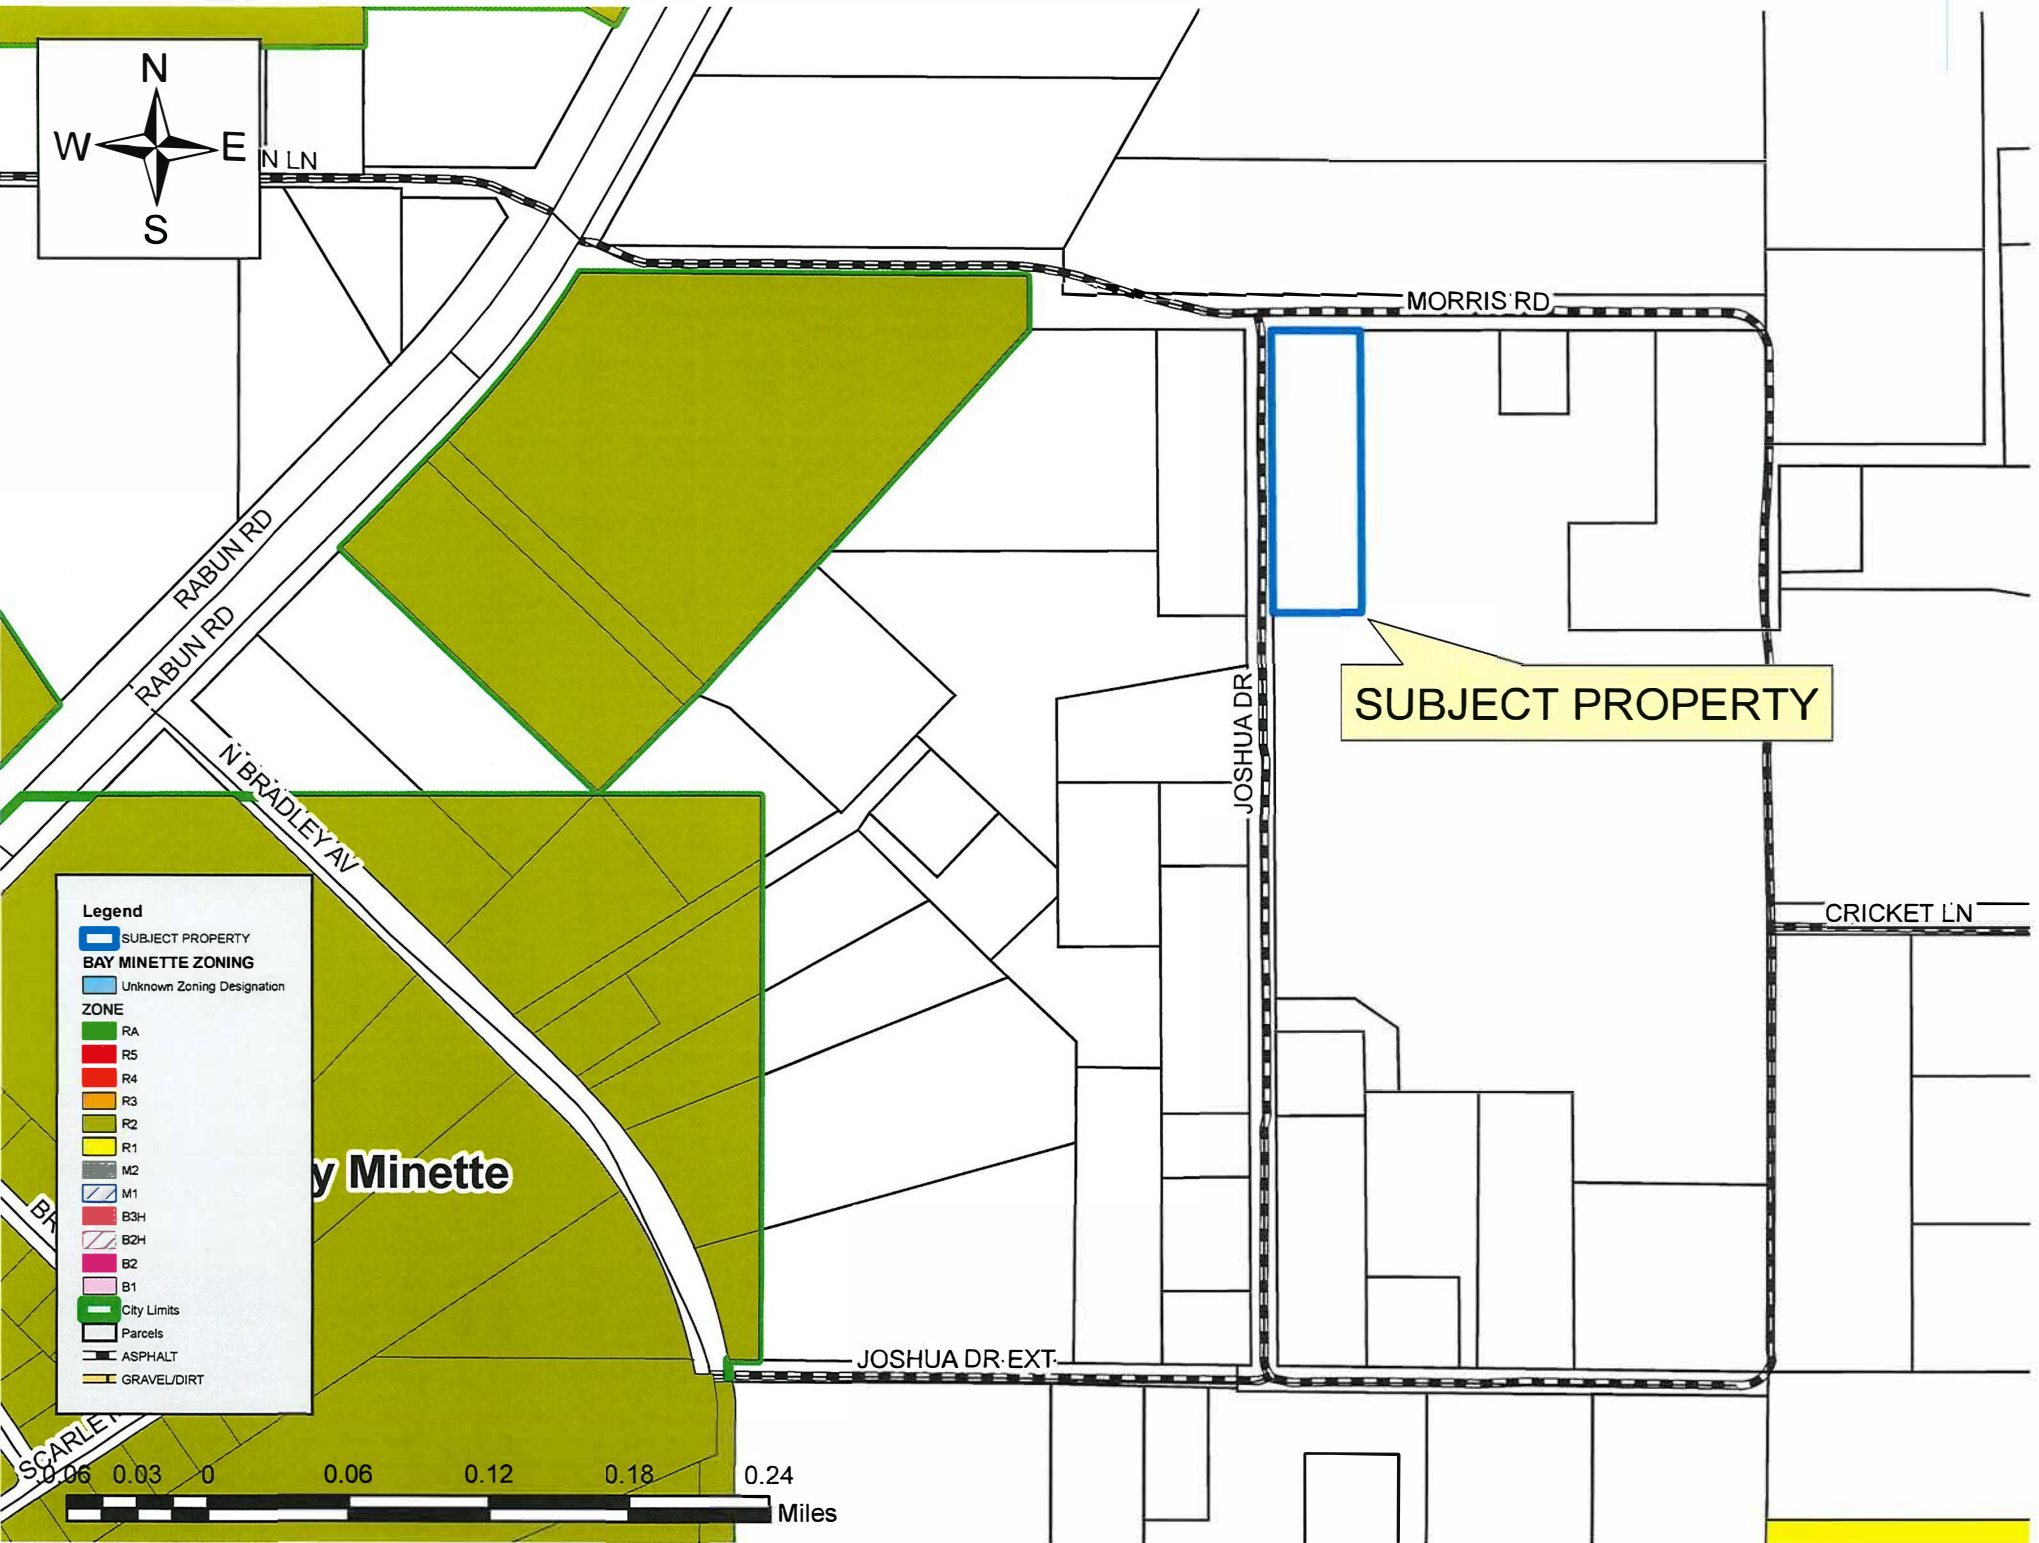 N
W
E
S
N LN
MORRIS RD
RABUN RD
RABUN RD
N BRADLEY AV
JOSHUA DR
SUBJECT PROPERTY
CRICKET LN
Legend
SUBJECT PROPERTY
BAY MINETTE ZONING
Unknown Zoning Designation
ZONE
RA
R5
R4
R3
R2
R1
M2
M1
B3H
B2H
B2
B1
City Limits
Parcels
ASPHALT
GRAVEL/DIRT
y Minette
BR
JOSHUA DR EXT
SCARLET
0.06 0.03 0 0.06 0.12 0.18 0.24
Miles